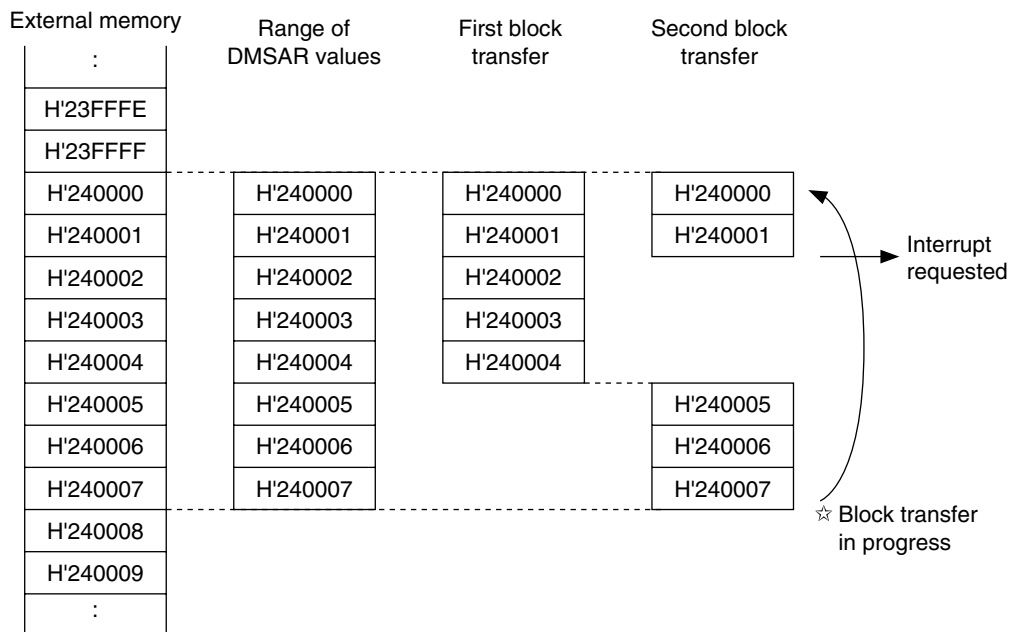 External memory
Range of
DMSAR values
First block
transfer
Second block
transfer
:
H'23FFFE
H'23FFFF
H'240000 H'240000 H'240000 H'240000
H'240001 H'240001 H'240001 H'240001
H'240002 H'240002 H'240002
H'240003 H'240003 H'240003
H'240004 H'240004 H'240004
H'240005 H'240005 H'240005
H'240006 H'240006 H'240006
H'240007 H'240007 H'240007
H'240008
H'240009
:
Interrupt
requested
☆ Block transfer
in progress